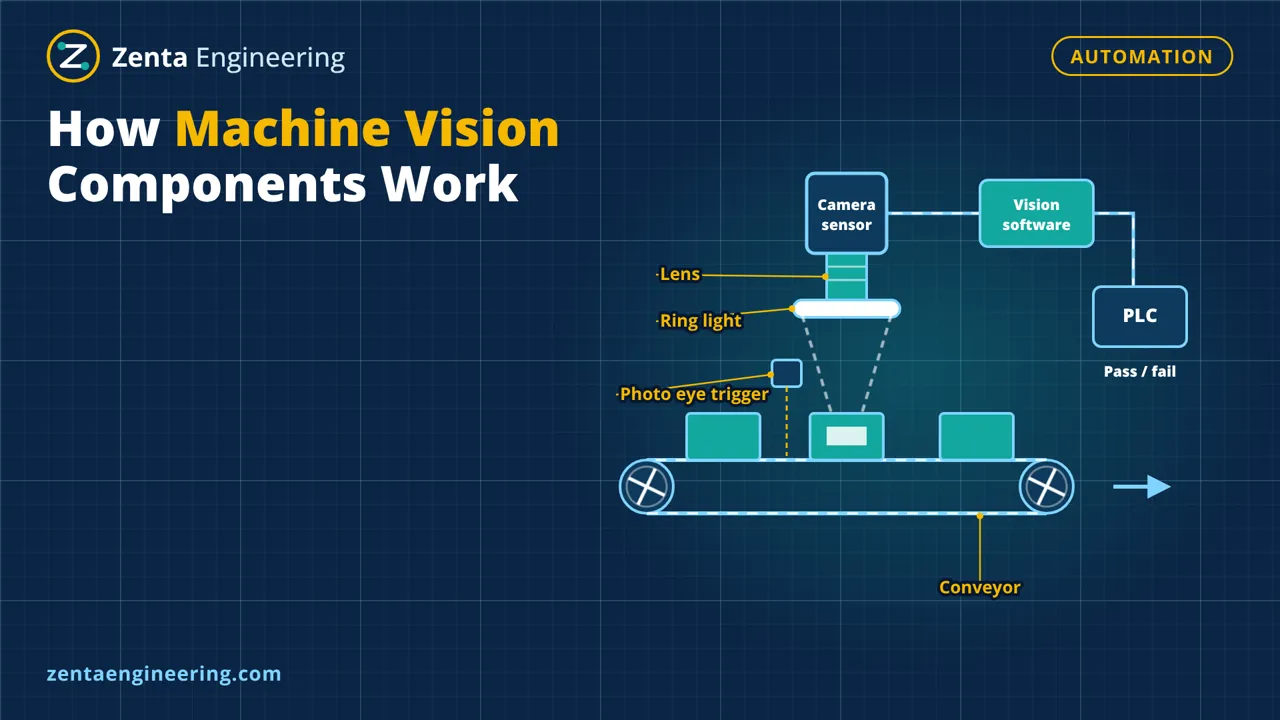 Zenta Engineering
AUTOMATION
How Machine Vision
Components Work
Camera
sensor
Vision
software
Lens
Ring light
PLC
Pass / fail
Photo eye trigger
Conveyor
zentaengineering.com